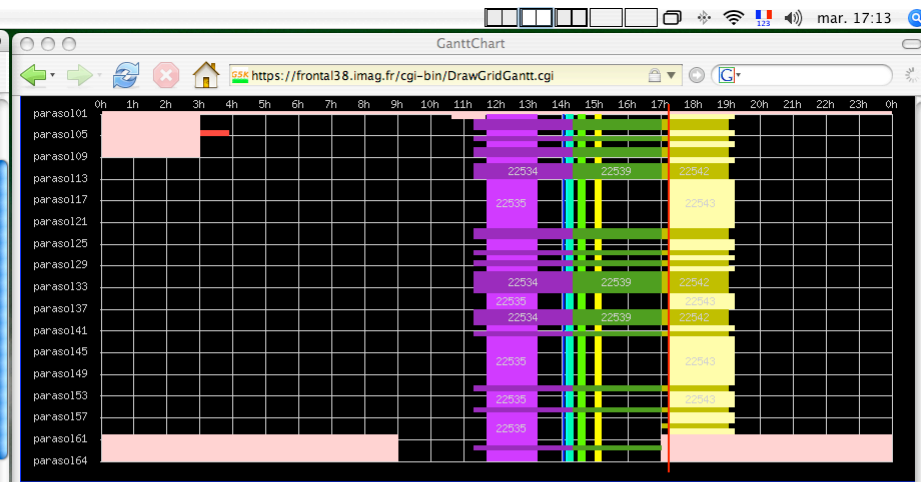 123 mar. 17:13
GanttChart
GSK https://frontal38.imag.fr/cgi-bin/DrawGridGantt.cgi G
0h 1h 2h 3h 4h 5h 6h 7h 8h 9h 10h 11h 12h 13h 14h 15h 16h 17h 18h 19h 20h 21h 22h 23h 0h
parasol01
parasol05
parasol09
parasol13 22534 22539 22542
parasol17 22535 22543
parasol21
parasol25
parasol29
parasol33 22534 22539 22542
22535 22543
parasol37 22534 22539 22542
parasol41
parasol45 22535 22543
parasol49
parasol53 22535 22543
parasol57 22535
parasol61
parasol64